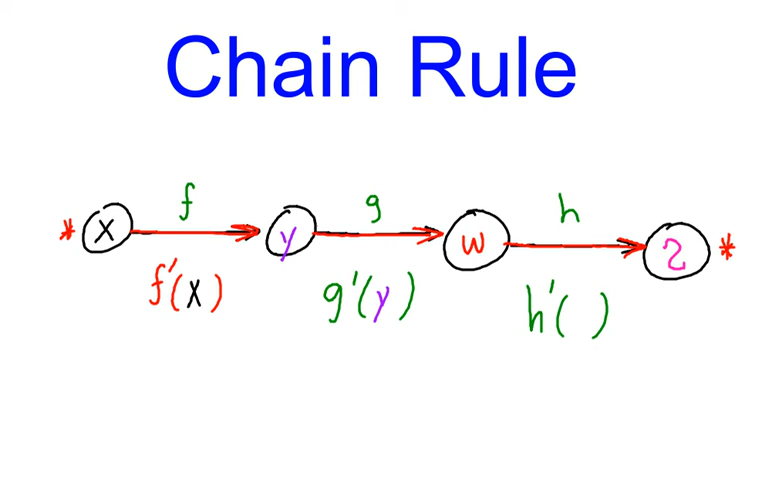 Chain Rule
f g h
* x y w z *
f'(x) g'(y) h'( )